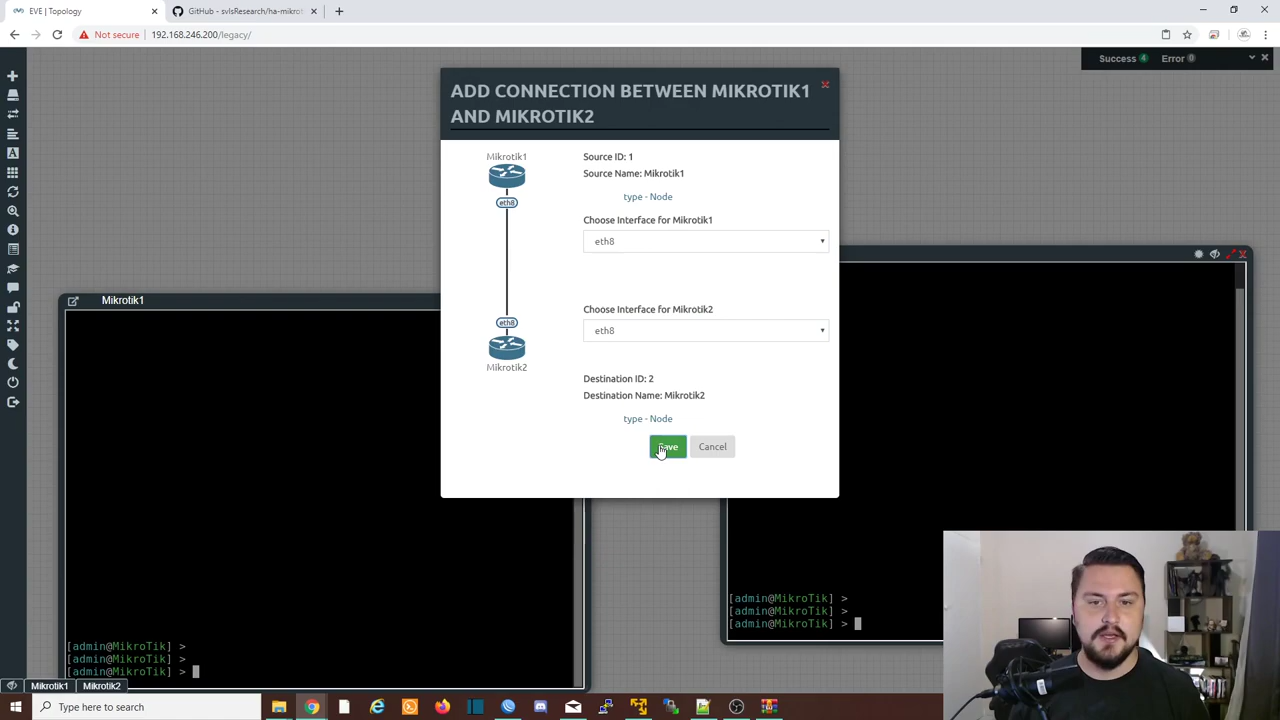 EVE | Topology
GitHub - svlsResearch/ha-mikrot
Not secure
192.168.246.200/legacy/
Success 4
Error 0
ADD CONNECTION BETWEEN MIKROTIK1
AND MIKROTIK2
Mikrotik1
eth8
eth8
Mikrotik2
Source ID: 1
Source Name: Mikrotik1
type - Node
Choose Interface for Mikrotik1
eth8
Choose Interface for Mikrotik2
eth8
Destination ID: 2
Destination Name: Mikrotik2
type - Node
Save
Cancel
Mikrotik1
[admin@MikroTik] >
[admin@MikroTik] >
[admin@MikroTik] >
[admin@MikroTik] >
[admin@MikroTik] >
[admin@MikroTik] >
Mikrotik1
Mikrotik2
Type here to search